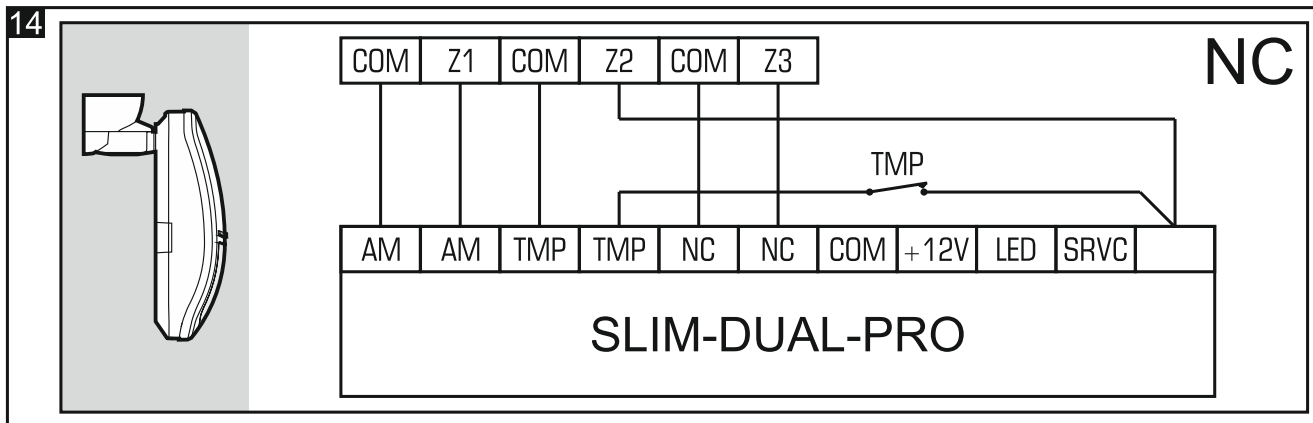 14
NC
COM Z1 COM Z2 COM Z3
TMP
AM AM TMP TMP NC NC COM +12V LED SRVC
SLIM-DUAL-PRO